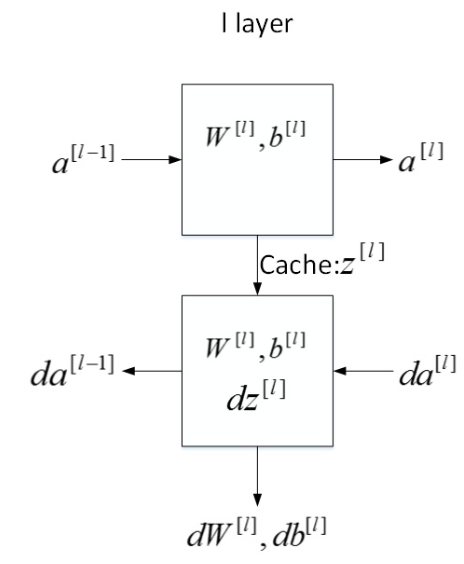 l layer
a^[l-1] W^[l], b^[l] a^[l]
Cache: z^[l]
W^[l], b^[l]
da^[l-1] dz^[l] da^[l]
dW^[l], db^[l]